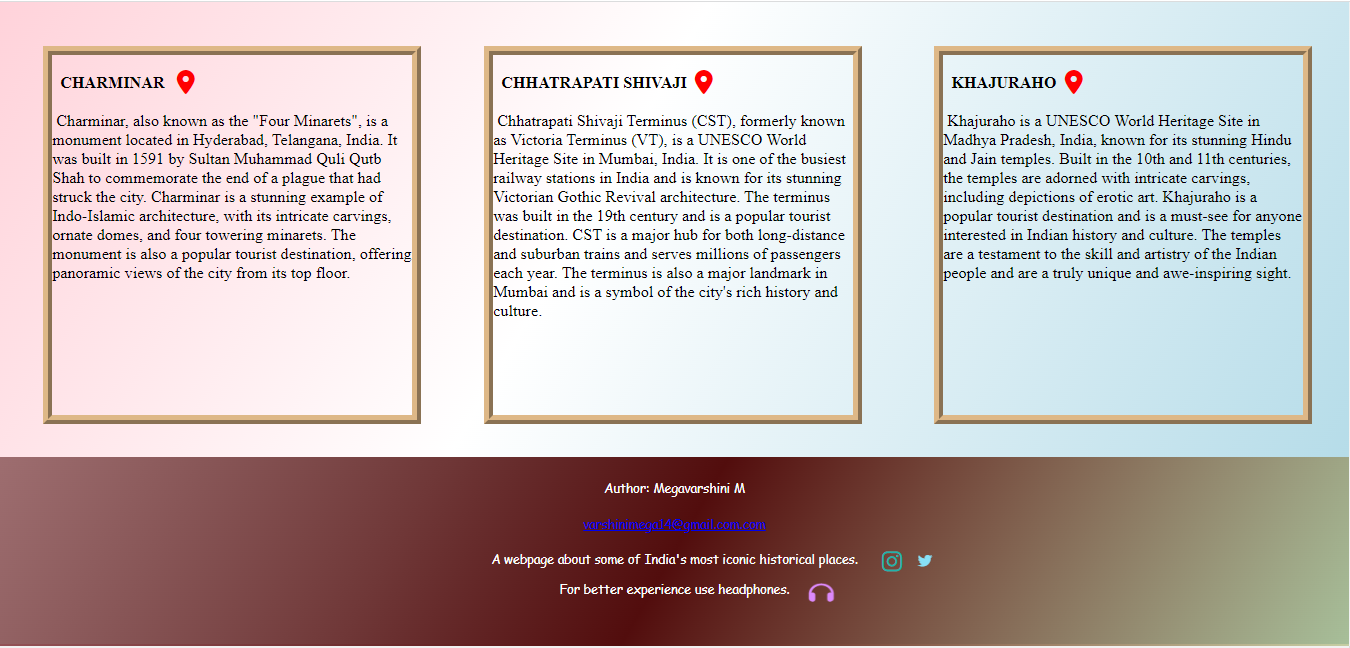 CHARMINAR
Charminar, also known as the "Four Minarets", is a
monument located in Hyderabad, Telangana, India. It
was built in 1591 by Sultan Muhammad Quli Qutb
Shah to commemorate the end of a plague that had
struck the city. Charminar is a stunning example of
Indo-Islamic architecture, with its intricate carvings,
ornate domes, and four towering minarets. The
monument is also a popular tourist destination, offering
panoramic views of the city from its top floor.
CHHATRAPATI SHIVAJI
Chhatrapati Shivaji Terminus (CST), formerly known
as Victoria Terminus (VT), is a UNESCO World
Heritage Site in Mumbai, India. It is one of the busiest
railway stations in India and is known for its stunning
Victorian Gothic Revival architecture. The terminus
was built in the 19th century and is a popular tourist
destination. CST is a major hub for both long-distance
and suburban trains and serves millions of passengers
each year. The terminus is also a major landmark in
Mumbai and is a symbol of the city's rich history and
culture.
KHAJURAHO
Khajuraho is a UNESCO World Heritage Site in
Madhya Pradesh, India, known for its stunning Hindu
and Jain temples. Built in the 10th and 11th centuries,
the temples are adorned with intricate carvings,
including depictions of erotic art. Khajuraho is a
popular tourist destination and is a must-see for anyone
interested in Indian history and culture. The temples
are a testament to the skill and artistry of the Indian
people and are a truly unique and awe-inspiring sight.
Author: Megavarshini M
A webpage about some of India's most iconic historical places.
For better experience use headphones.